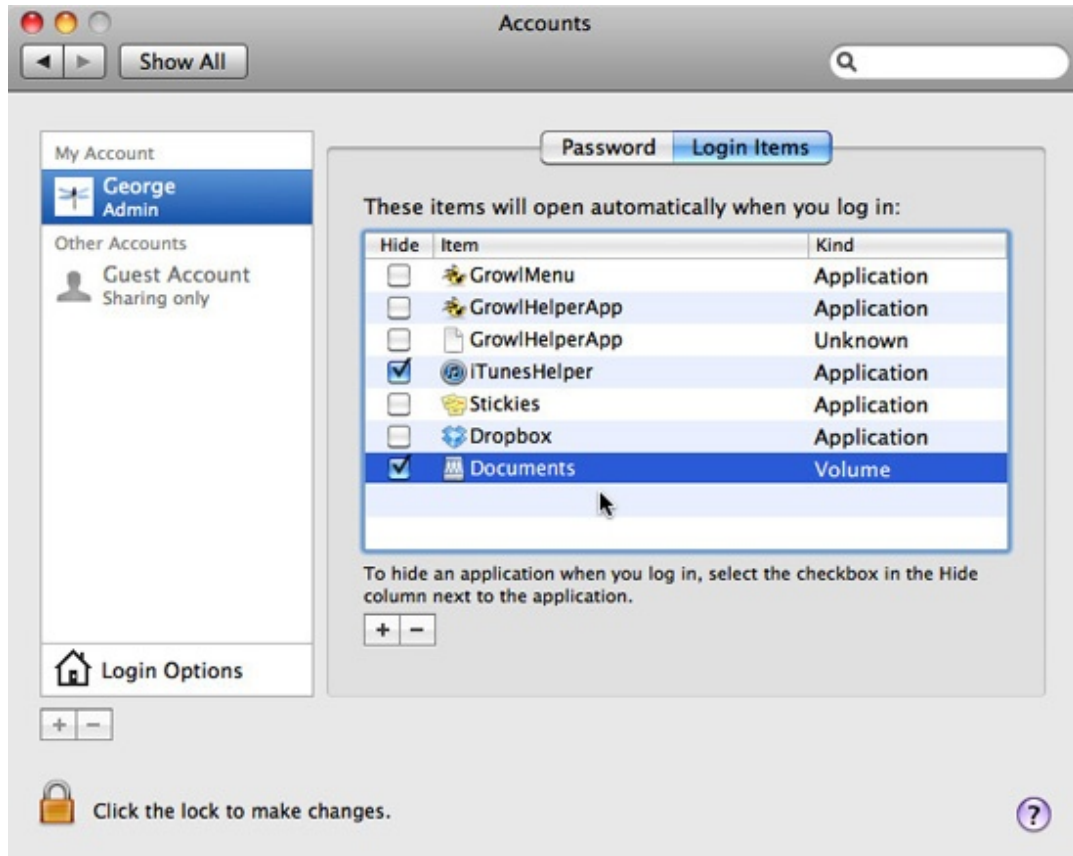 Accounts
Show All
My Account
George
Admin
Other Accounts
Guest Account
Sharing only
Login Options
Password Login Items
These items will open automatically when you log in:
Hide Item Kind
GrowlMenu Application
GrowlHelperApp Application
GrowlHelperApp Unknown
iTunesHelper Application
Stickies Application
Dropbox Application
Documents Volume
To hide an application when you log in, select the checkbox in the Hide
column next to the application.
+ −
+ −
Click the lock to make changes.
?